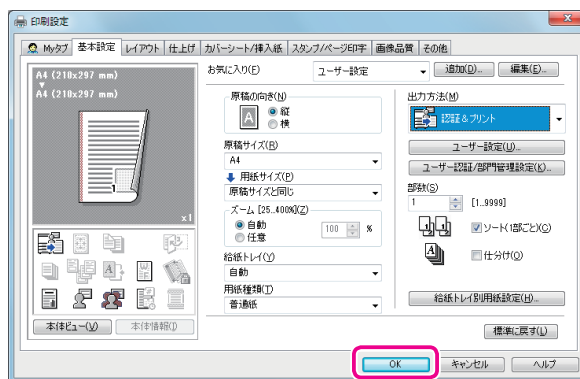 印刷設定
Myタブ 基本設定 レイアウト 仕上げ カバーシート/挿入紙 スタンプ/ページ印字 画像品質 その他
A4 (210x297 mm)
A4 (210x297 mm)
1
x1
本体ビュー(V) 本体情報(I)
お気に入り(F) ユーザー設定 追加(D)... 編集(E)...
原稿の向き(N)
A
縦
横
原稿サイズ(R)
A4
用紙サイズ(P)
原稿サイズと同じ
ズーム [25..400%](Z)
自動
任意
100 %
給紙トレイ(Y)
自動
用紙種類(T)
普通紙
出力方法(M)
認証&プリント
ユーザー設定(U)...
ユーザー認証/部門管理設定(K)...
部数(S)
1 [1..9999]
ソート(1部ごと)(O)
仕分け(Q)
給紙トレイ別用紙設定(H)...
標準に戻す(L)
OK キャンセル ヘルプ